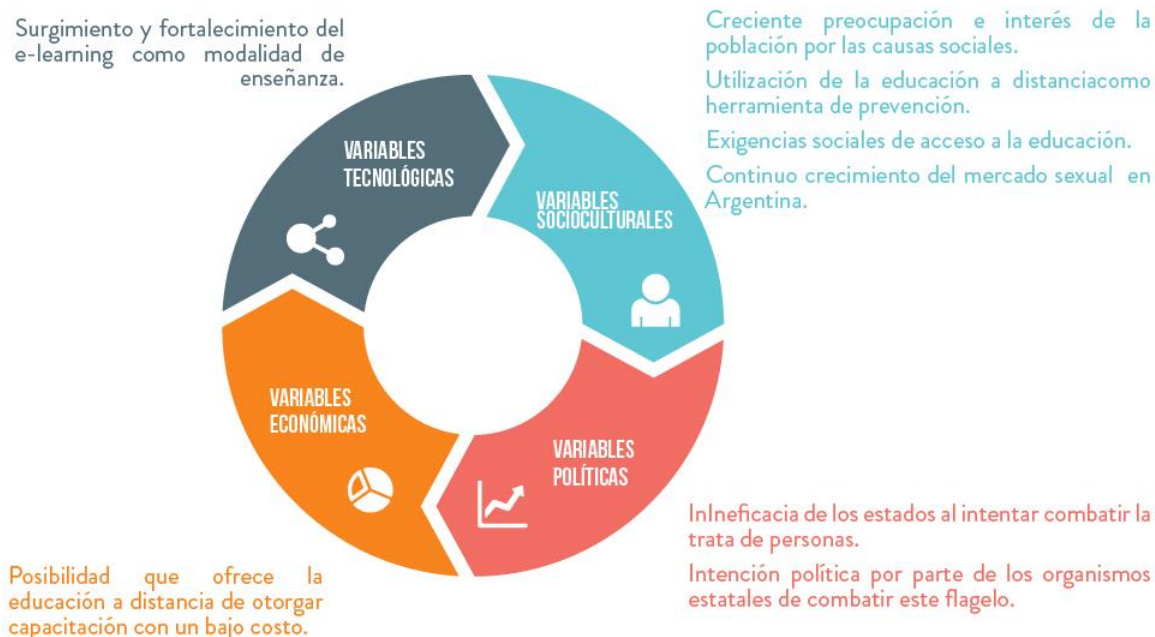 Surgimiento y fortalecimiento del
e-learning como modalidad de
enseñanza.
Creciente preocupación e interés de la
población por las causas sociales.
Utilización de la educación a distanciacomo
herramienta de prevención.
Exigencias sociales de acceso a la educación.
Continuo crecimiento del mercado sexual en
Argentina.
VARIABLES
TECNOLÓGICAS
VARIABLES
SOCIOCULTURALES
VARIABLES
ECONÓMICAS
VARIABLES
POLÍTICAS
InIneficacia de los estados al intentar combatir la
trata de personas.
Intención política por parte de los organismos
estatales de combatir este flagelo.
Posibilidad que ofrece la
educación a distancia de otorgar
capacitación con un bajo costo.